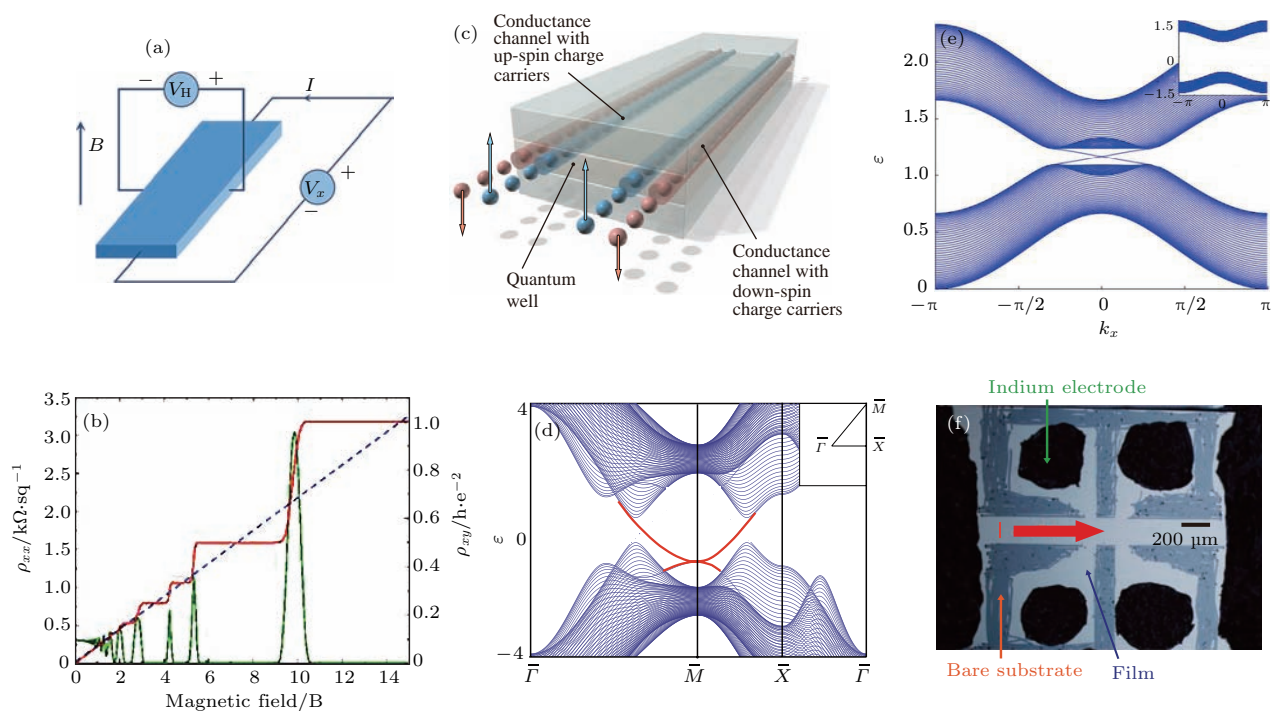 (a)
−
V_H
+
I
B
V_x
+
−
(c)
Conductance
channel with
up-spin charge
carriers
Quantum
well
Conductance
channel with
down-spin
charge carriers
(e)
2.0
1.5
1.0
0.5
0
ε
−π
−π/2
0
π/2
π
k_x
1.5
0
−1.5
−π
0
π
(b)
3.5
3.0
2.5
2.0
1.5
1.0
0.5
0
ρ_xx/kΩ·sq⁻¹
1.0
0.8
0.6
0.4
0.2
0
ρ_xy/h·e⁻²
0 2 4 6 8 10 12 14
Magnetic field/B
(d)
4
0
−4
ε
Γ̅ M̅ X̅ Γ̅
M̅
Γ̅ X̅
Indium electrode
(f)
200 μm
Bare substrate
Film